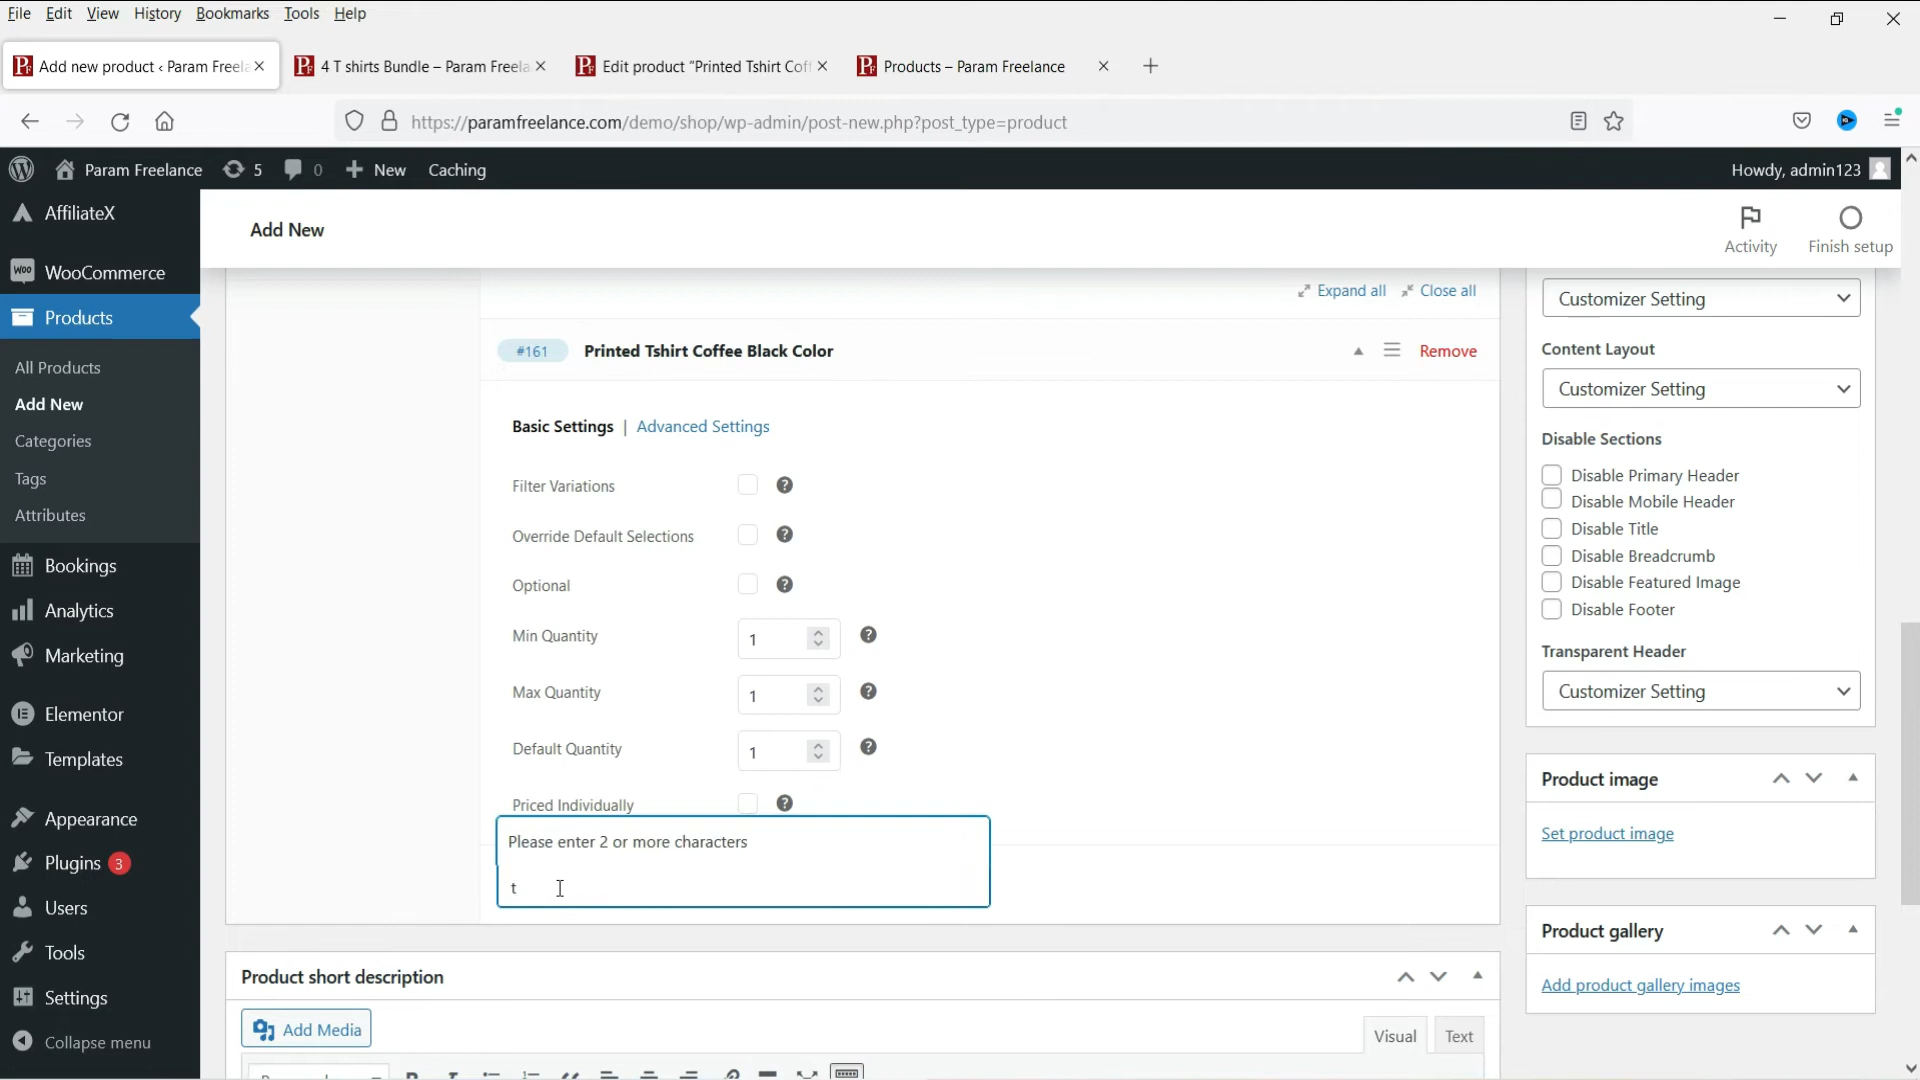 File Edit View History Bookmarks Tools Help
Add new product ‹ Param Freela
4 T shirts Bundle – Param Freela
Edit product “Printed Tshirt Cof
Products – Param Freelance
https://paramfreelance.com/demo/shop/wp-admin/post-new.php?post_type=product
Param Freelance 5 0 New Caching Howdy, admin123
AffiliateX
WooCommerce
Products
All Products
Add New
Categories
Tags
Attributes
Bookings
Analytics
Marketing
Elementor
Templates
Appearance
Plugins 3
Users
Tools
Settings
Collapse menu
Add New
Activity
Finish setup
Expand all Close all
#161 Printed Tshirt Coffee Black Color Remove
Basic Settings | Advanced Settings
Filter Variations
Override Default Selections
Optional
Min Quantity 1
Max Quantity 1
Default Quantity 1
Priced Individually
Please enter 2 or more characters
t
Product short description
Add Media
Visual Text
Customizer Setting
Content Layout
Customizer Setting
Disable Sections
Disable Primary Header
Disable Mobile Header
Disable Title
Disable Breadcrumb
Disable Featured Image
Disable Footer
Transparent Header
Customizer Setting
Product image
Set product image
Product gallery
Add product gallery images